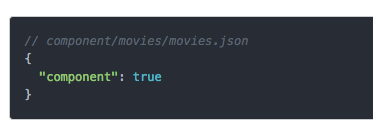 // component/movies/movies.json
{
  "component": true
}